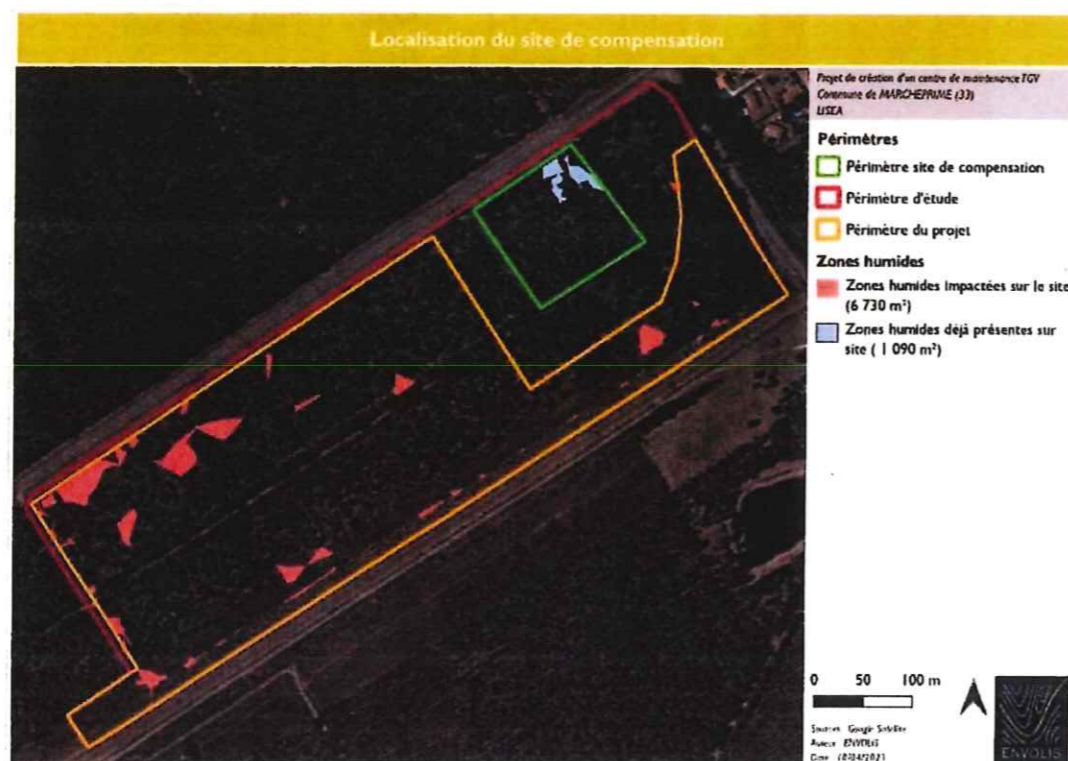 Localisation du site de compensation
Projet de création d'un centre de maintenance TGV
Commune de MARCHEPRIME (33)
LISEA
Périmètres
Périmètre site de compensation
Périmètre d'étude
Périmètre du projet
Zones humides
Zones humides impactées sur le site
(6 730 m²)
Zones humides déjà présentes sur
site ( 1 090 m²)
0 50 100 m
Sources : Google Satellite
Auteur : ENVOLIS
Date :
ENVOLIS